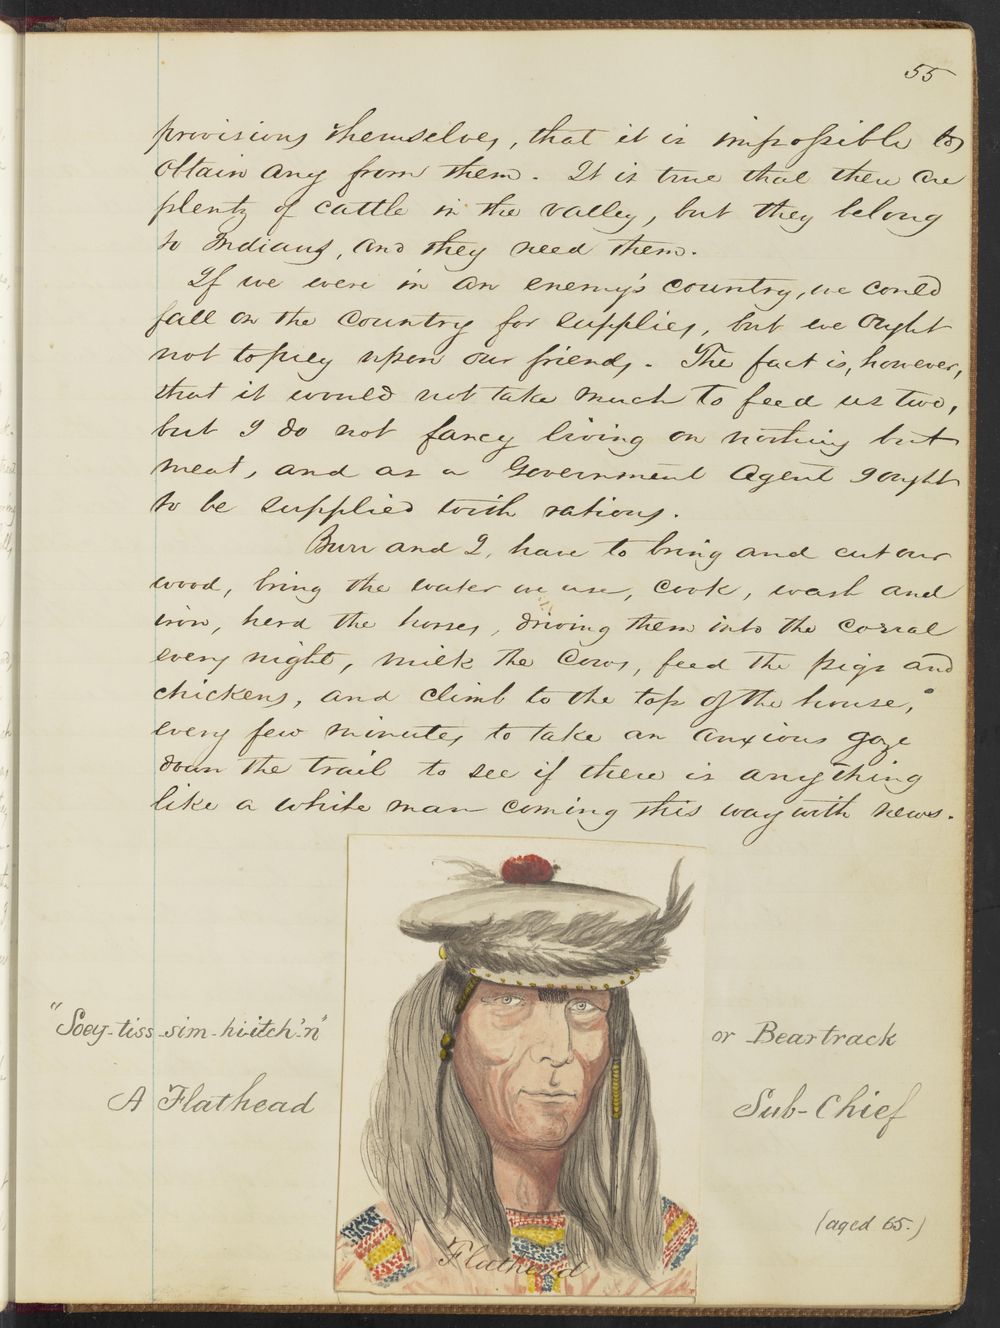 55
provisions themselves, that it is impossible to
obtain any from them. It is true that there are
plenty of cattle in the valley, but they belong
to Indians, and they need them.
If we were in an enemy's country, we could
fall on the country for supplies, but we ought
not to prey upon our friends. The fact is, however,
that it would not take much to feed us two,
but I do not fancy living on nothing but
meat, and as a Government Agent I ought
to be supplied with rations.
Burr and I, have to bring and cut our
wood, bring the water we use, cook, wash and
iron, herd the horses, driving them into the corral
every night, milk the cows, feed the pigs and
chickens, and climb to the top of the house,
every few minutes to take an anxious gaze
down the trail to see if there is anything
like a white man coming this way with news.
"Soey-tiss-sim-hi-itch'-n" or Beartrack
A Flathead Sub-Chief
(aged 65.)
Flathead